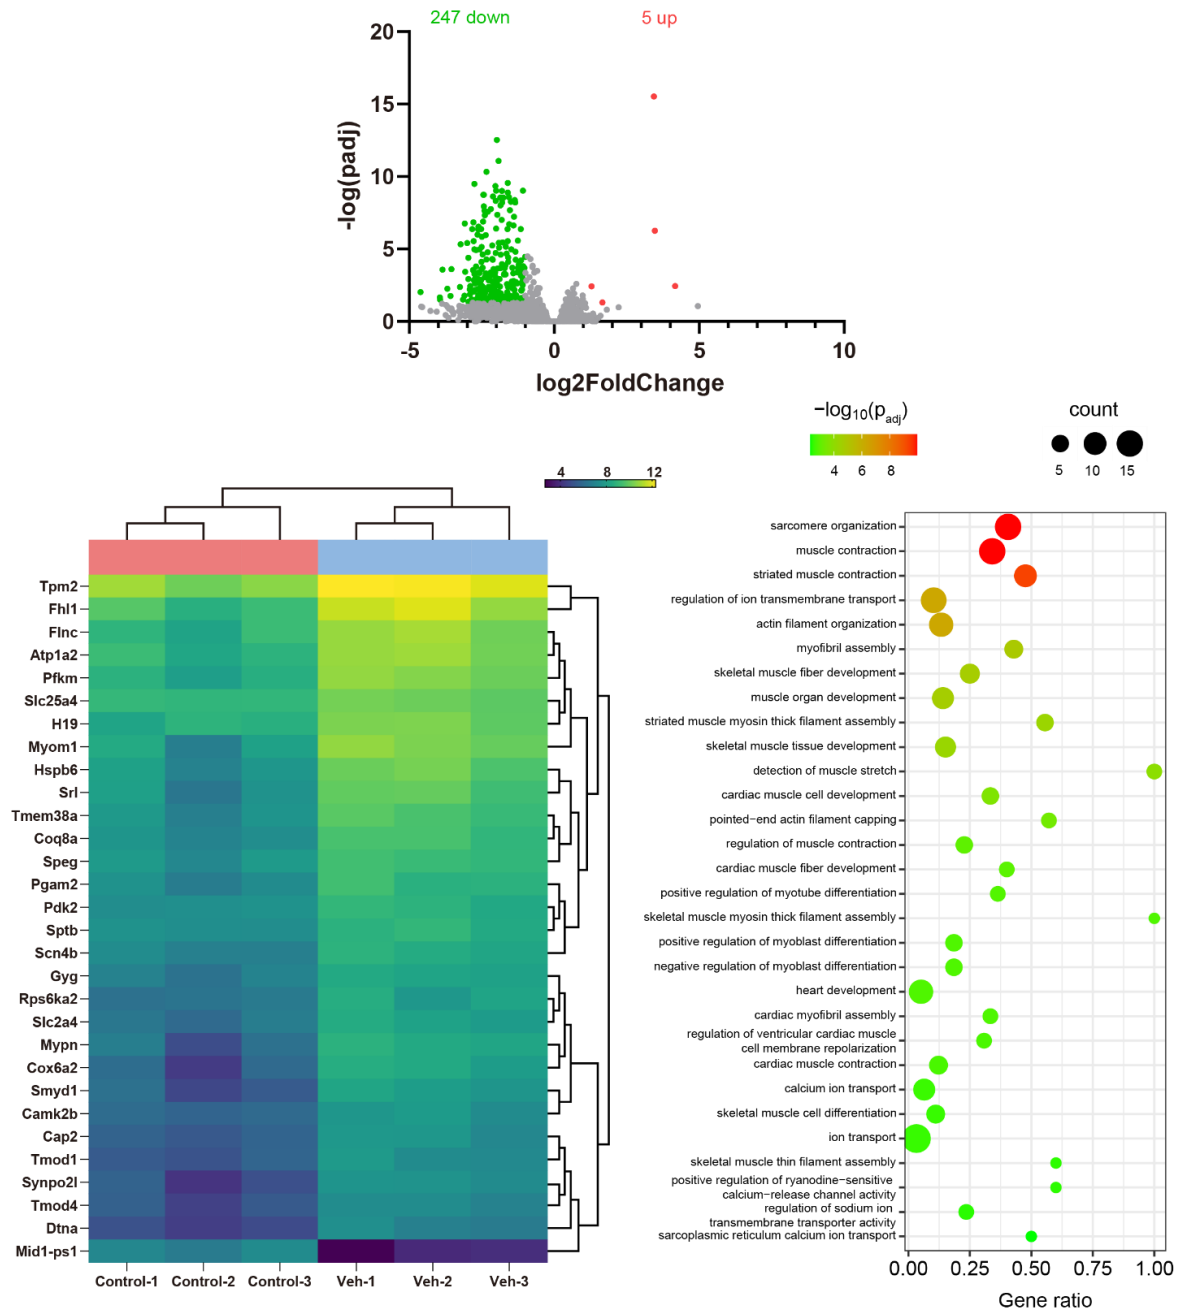 247 down
5 up
20
15
10
5
0
-log(padj)
-5
0
5
10
log2FoldChange
−log10(padj)
4 6 8
count
5 10 15
4 8 12
Tpm2
Fhl1
Flnc
Atp1a2
Pfkm
Slc25a4
H19
Myom1
Hspb6
Srl
Tmem38a
Coq8a
Speg
Pgam2
Pdk2
Sptb
Scn4b
Gyg
Rps6ka2
Slc2a4
Mypn
Cox6a2
Smyd1
Camk2b
Cap2
Tmod1
Synpo2l
Tmod4
Dtna
Mid1-ps1
Control-1 Control-2 Control-3 Veh-1 Veh-2 Veh-3
sarcomere organization
muscle contraction
striated muscle contraction
regulation of ion transmembrane transport
actin filament organization
myofibril assembly
skeletal muscle fiber development
muscle organ development
striated muscle myosin thick filament assembly
skeletal muscle tissue development
detection of muscle stretch
cardiac muscle cell development
pointed−end actin filament capping
regulation of muscle contraction
cardiac muscle fiber development
positive regulation of myotube differentiation
skeletal muscle myosin thick filament assembly
positive regulation of myoblast differentiation
negative regulation of myoblast differentiation
heart development
cardiac myofibril assembly
regulation of ventricular cardiac muscle
cell membrane repolarization
cardiac muscle contraction
calcium ion transport
skeletal muscle cell differentiation
ion transport
skeletal muscle thin filament assembly
positive regulation of ryanodine−sensitive
calcium−release channel activity
regulation of sodium ion
transmembrane transporter activity
sarcoplasmic reticulum calcium ion transport
0.00 0.25 0.50 0.75 1.00
Gene ratio